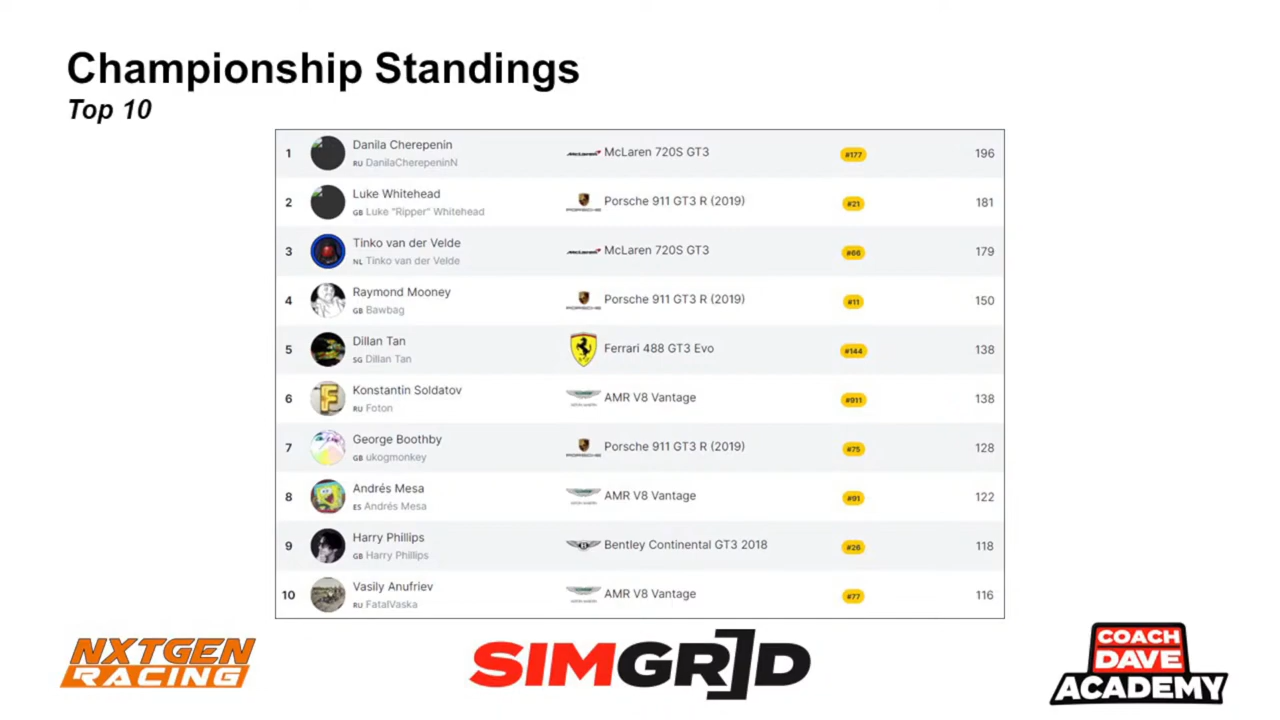 Championship Standings
Top 10
1 Danila Cherepenin McLaren 720S GT3 #177 196
RU DanilaCherepeninN
2 Luke Whitehead Porsche 911 GT3 R (2019) #21 181
GB Luke "Ripper" Whitehead
3 Tinko van der Velde McLaren 720S GT3 #66 179
NL Tinko van der Velde
4 Raymond Mooney Porsche 911 GT3 R (2019) #11 150
GB Bawbag
5 Dillan Tan Ferrari 488 GT3 Evo #144 138
SG Dillan Tan
6 Konstantin Soldatov AMR V8 Vantage #911 138
RU Foton
7 George Boothby Porsche 911 GT3 R (2019) #75 128
GB ukogmonkey
8 Andrés Mesa AMR V8 Vantage #91 122
ES Andrés Mesa
9 Harry Phillips Bentley Continental GT3 2018 #26 118
GB Harry Phillips
10 Vasily Anufriev AMR V8 Vantage #77 116
RU FatalVaska
NXTGEN
RACING
SIMGRID
COACH
DAVE
ACADEMY